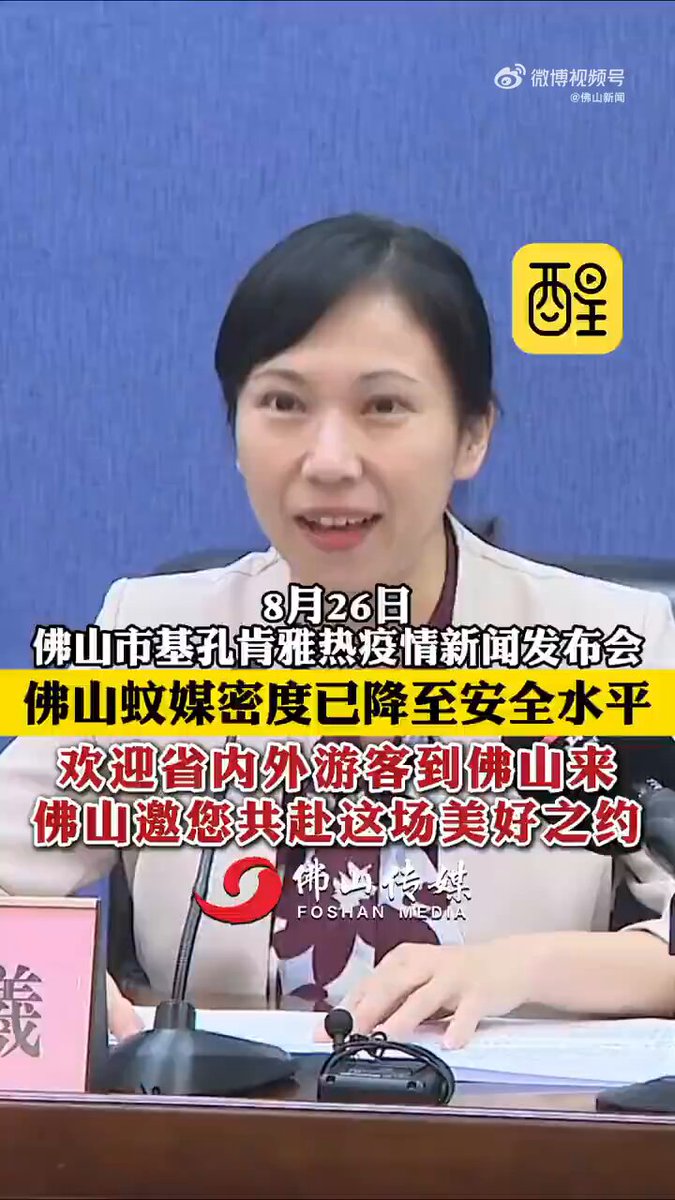 微博视频号
@佛山新闻
醒
8月26日
佛山市基孔肯雅热疫情新闻发布会
佛山蚊媒密度已降至安全水平
欢迎省内外游客到佛山来
佛山邀您共赴这场美好之约
佛山传媒
FOSHAN MEDIA
羲